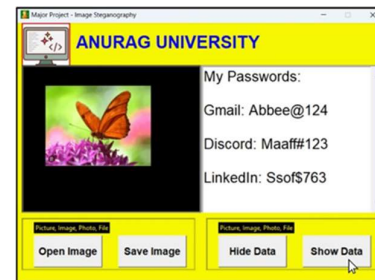 Major Project - Image Steganography
ANURAG UNIVERSITY
My Passwords:
Gmail: Abbee@124
Discord: Maaff#123
LinkedIn: Ssof$763
Picture, Image, Photo, File
Picture, Image, Photo, File
Open Image
Save Image
Hide Data
Show Data